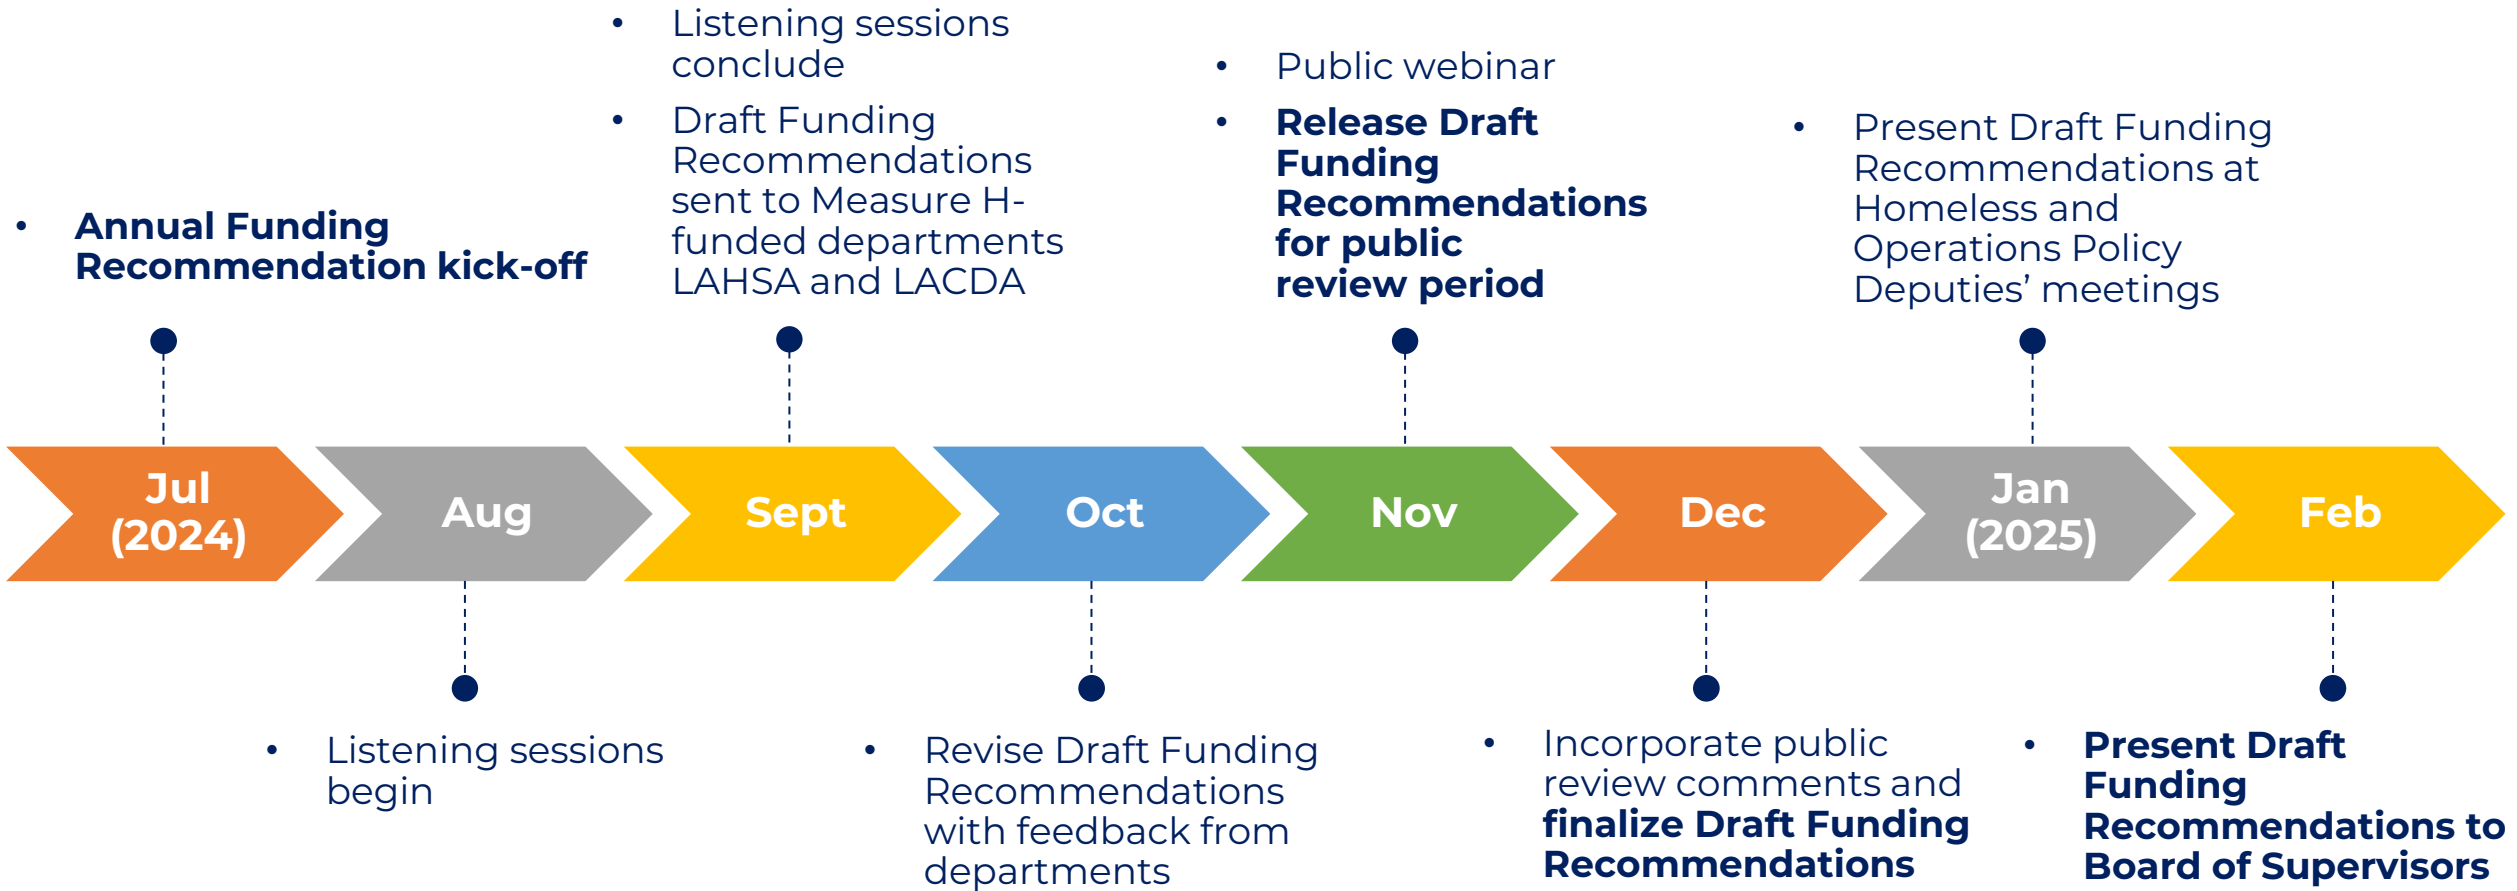 • Annual Funding
Recommendation kick-off
• Listening sessions
conclude
• Draft Funding
Recommendations
sent to Measure H-
funded departments
LAHSA and LACDA
• Public webinar
• Release Draft
Funding
Recommendations
for public
review period
• Present Draft Funding
Recommendations at
Homeless and
Operations Policy
Deputies’ meetings
Jul
(2024)
Aug
Sept
Oct
Nov
Dec
Jan
(2025)
Feb
• Listening sessions
begin
• Revise Draft Funding
Recommendations
with feedback from
departments
• Incorporate public
review comments and
finalize Draft Funding
Recommendations
• Present Draft
Funding
Recommendations to
Board of Supervisors